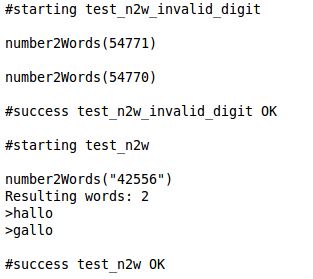 #starting test_n2w_invalid_digit
number2Words(54771)
number2Words(54770)
#success test_n2w_invalid_digit OK
#starting test_n2w
number2Words("42556")
Resulting words: 2
>hallo
>gallo
#success test_n2w OK